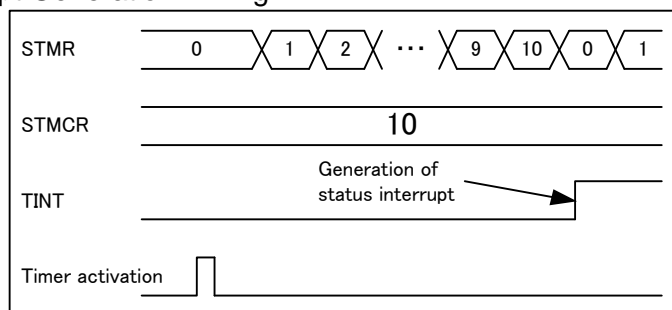 STMR 0 1 2 ··· 9 10 0 1
STMCR 10
Generation of
status interrupt
TINT
Timer activation